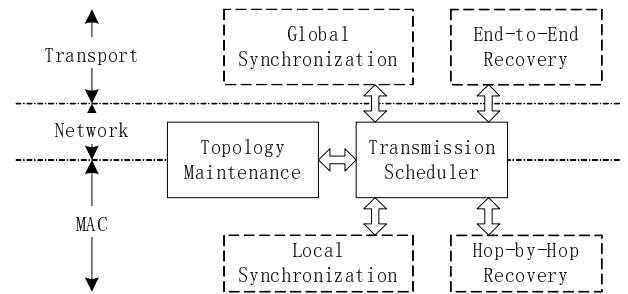 Transport
Global
Synchronization
End-to-End
Recovery
Network
Topology
Maintenance
Transmission
Scheduler
MAC
Local
Synchronization
Hop-by-Hop
Recovery